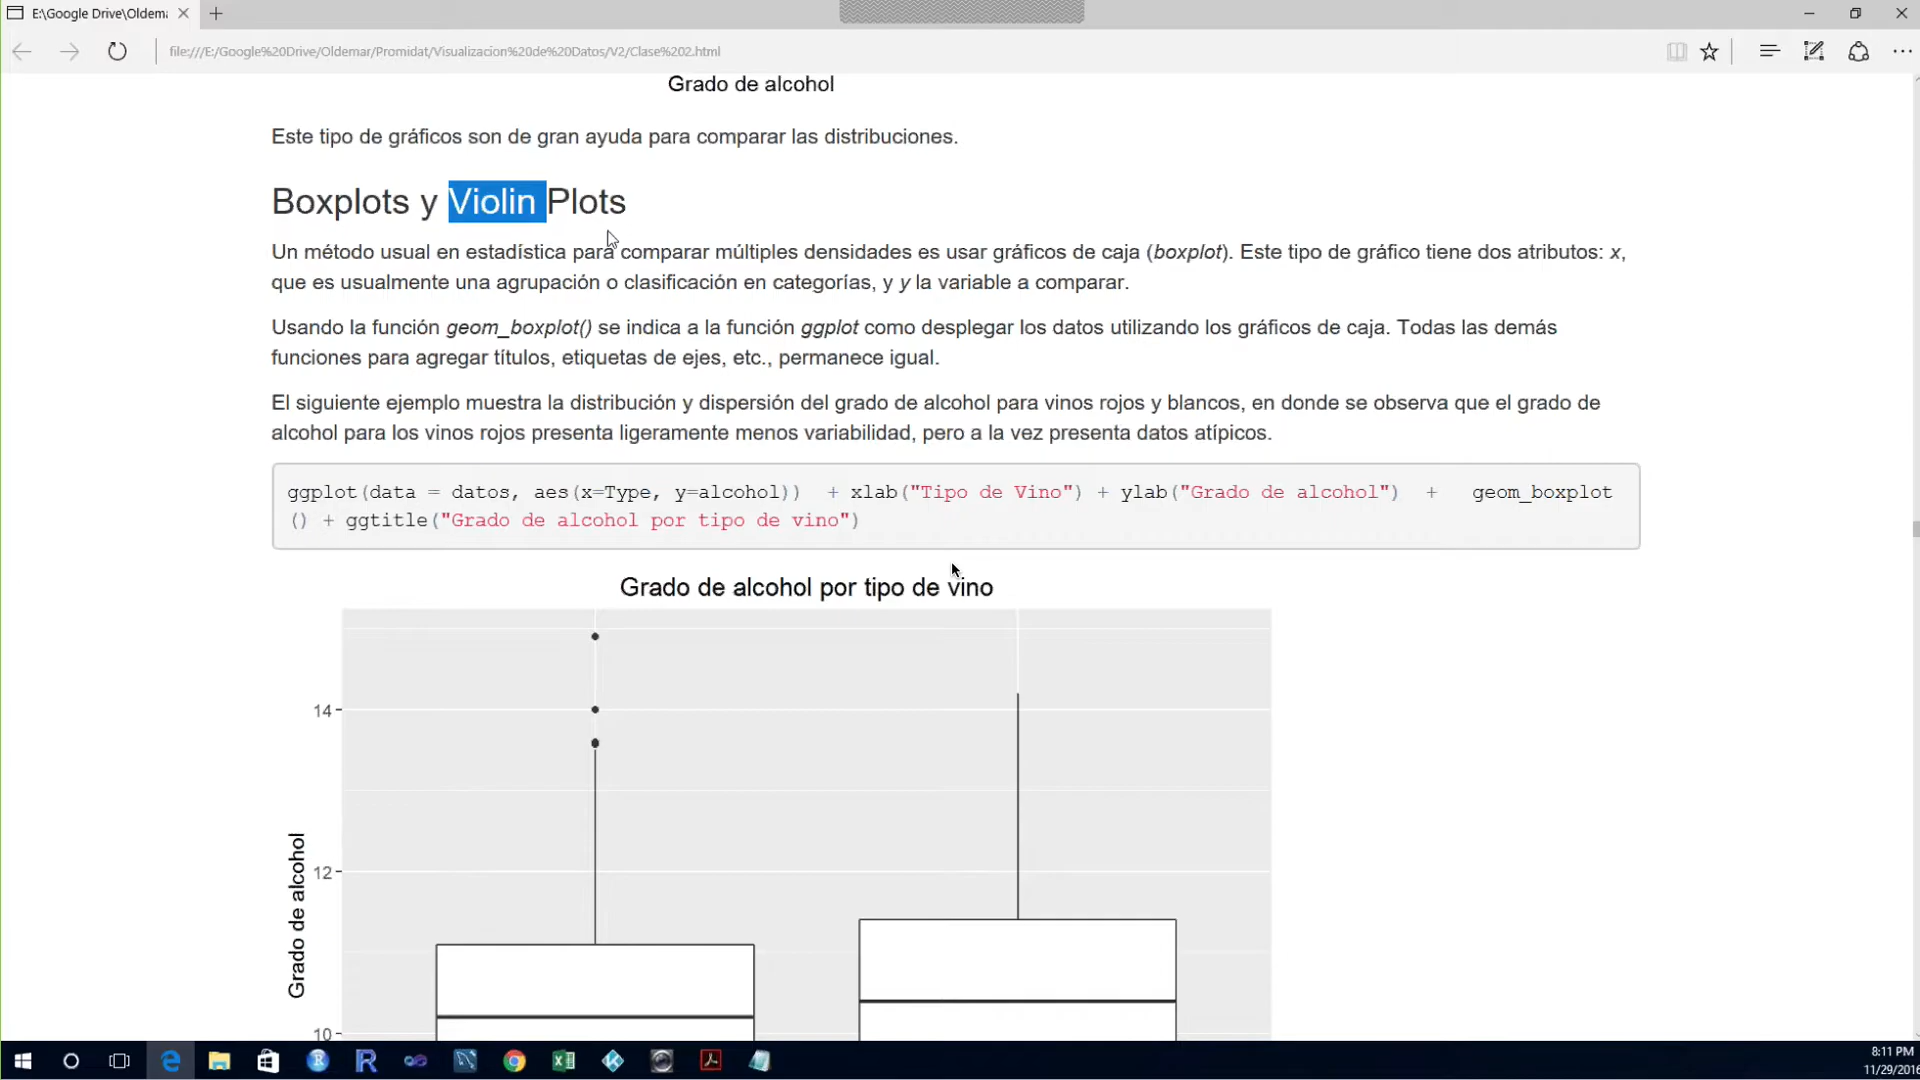 E:\Google Drive\Oldema
file:///E:/Google%20Drive/Oldemar/Promidat/Visualizacion%20de%20Datos/V2/Clase%202.html
Grado de alcohol
Este tipo de gráficos son de gran ayuda para comparar las distribuciones.
Boxplots y Violin Plots
Un método usual en estadística para comparar múltiples densidades es usar gráficos de caja (boxplot). Este tipo de gráfico tiene dos atributos: x,
que es usualmente una agrupación o clasificación en categorías, y y la variable a comparar.
Usando la función geom_boxplot() se indica a la función ggplot como desplegar los datos utilizando los gráficos de caja. Todas las demás
funciones para agregar títulos, etiquetas de ejes, etc., permanece igual.
El siguiente ejemplo muestra la distribución y dispersión del grado de alcohol para vinos rojos y blancos, en donde se observa que el grado de
alcohol para los vinos rojos presenta ligeramente menos variabilidad, pero a la vez presenta datos atípicos.
ggplot(data = datos, aes(x=Type, y=alcohol)) + xlab("Tipo de Vino") + ylab("Grado de alcohol") + geom_boxplot
() + ggtitle("Grado de alcohol por tipo de vino")
Grado de alcohol por tipo de vino
14
12
Grado de alcohol
10
8:11 PM
11/29/2016